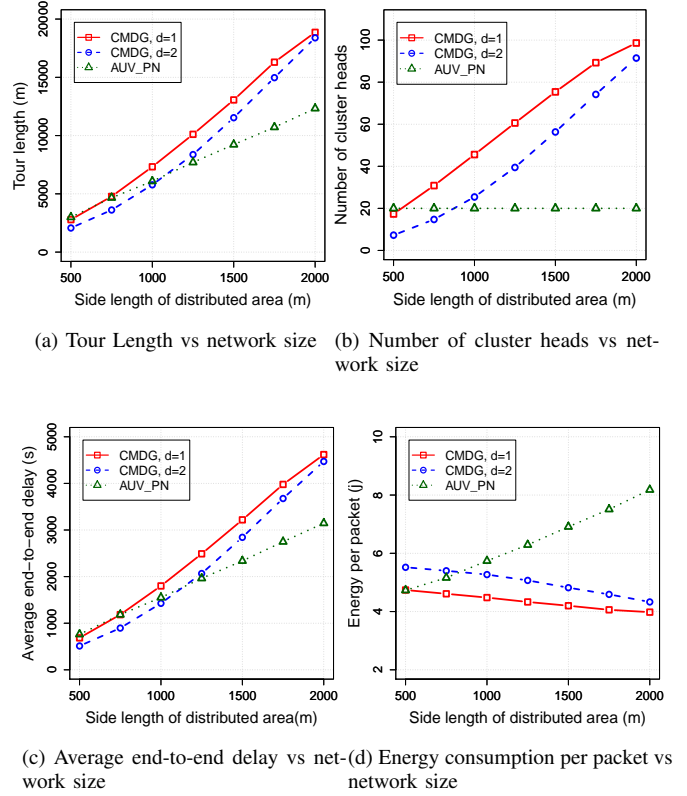 Tour length (m)
0
5000
10000
15000
20000
CMDG, d=1
CMDG, d=2
AUV_PN
500
1000
1500
2000
Side length of distributed area (m)
(a) Tour Length vs network size
Number of cluster heads
0
20
40
60
80
100
CMDG, d=1
CMDG, d=2
AUV_PN
500
1000
1500
2000
Side length of distributed area (m)
(b) Number of cluster heads vs net-
work size
Average end-to-end delay (s)
0
1000
2000
3000
4000
5000
CMDG, d=1
CMDG, d=2
AUV_PN
500
1000
1500
2000
Side length of distributed area(m)
(c) Average end-to-end delay vs net-
work size
Energy per packet (j)
2
4
6
8
10
CMDG, d=1
CMDG, d=2
AUV_PN
500
1000
1500
2000
Side length of distributed area (m)
(d) Energy consumption per packet vs
network size